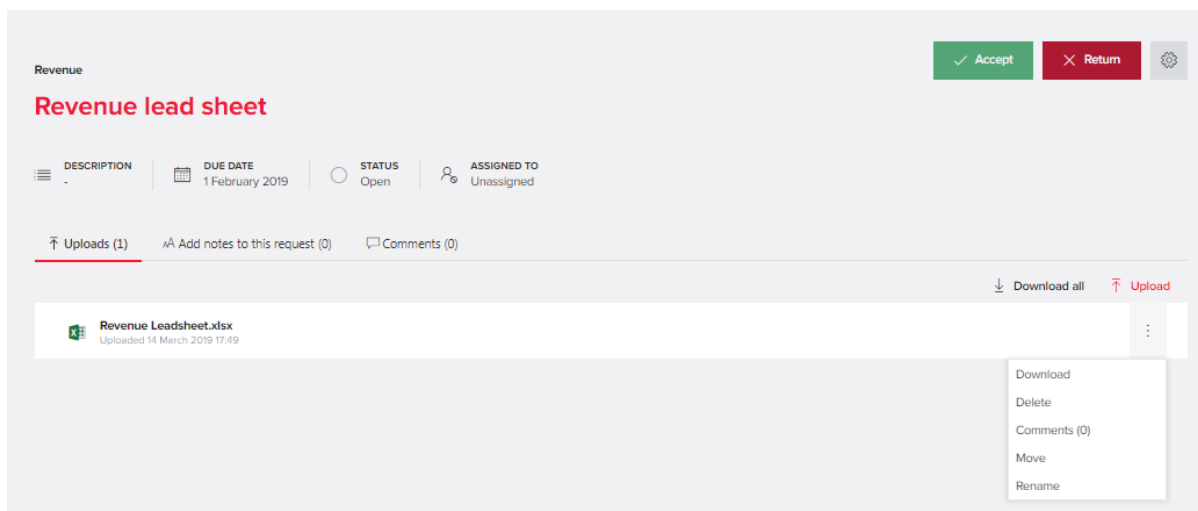 Revenue
Accept
Return
Revenue lead sheet
DESCRIPTION
-
DUE DATE
1 February 2019
STATUS
Open
ASSIGNED TO
Unassigned
Uploads (1)
Add notes to this request (0)
Comments (0)
Download all
Upload
Revenue Leadsheet.xlsx
Uploaded 14 March 2019 17:49
Download
Delete
Comments (0)
Move
Rename